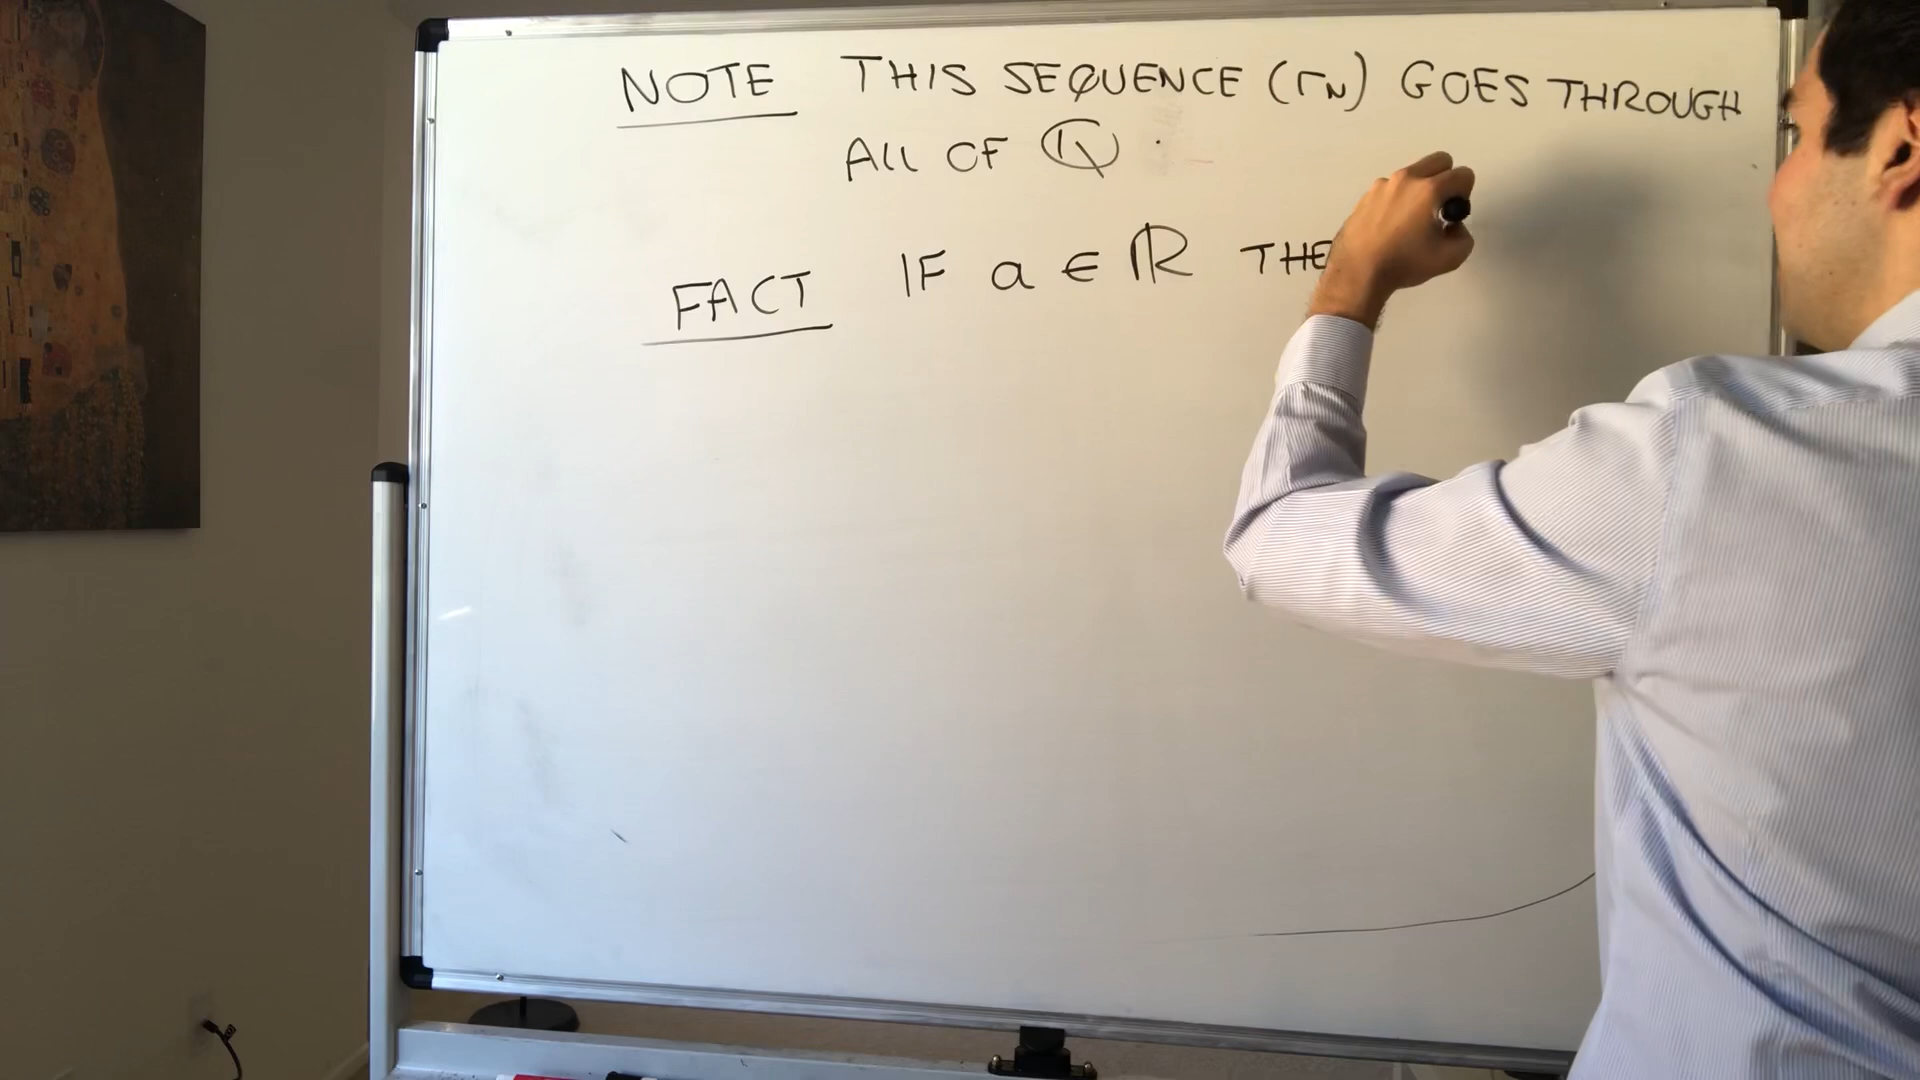 NOTE THIS SEQUENCE (rn) GOES THROUGH
ALL OF ℚ.
FACT IF a ∈ ℝ THE